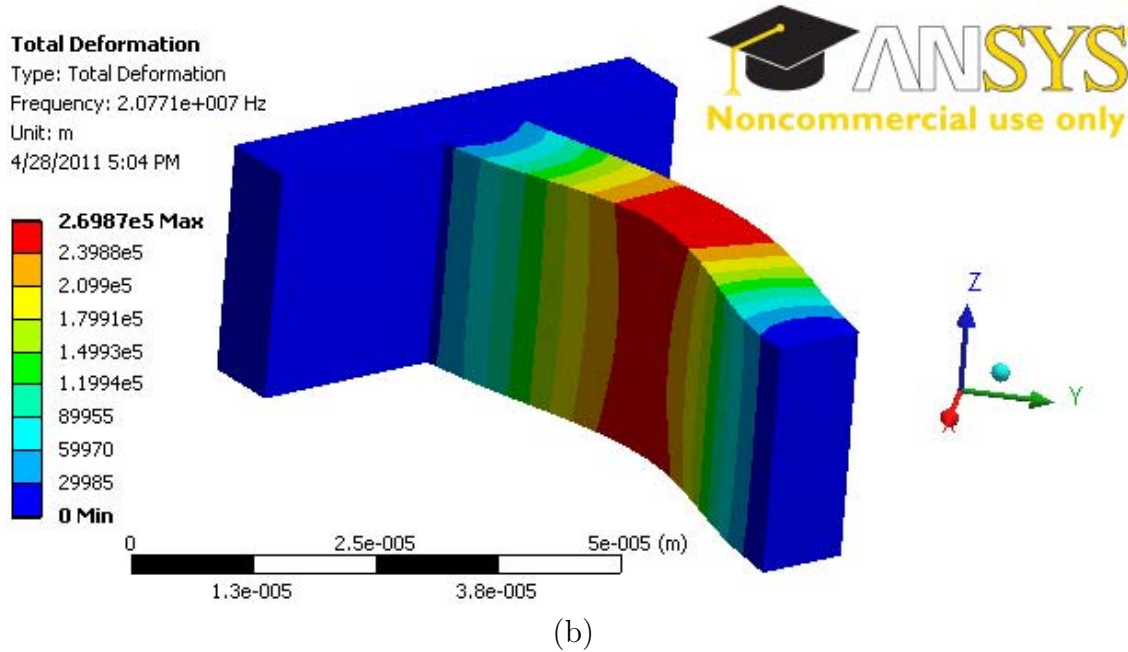 Total Deformation
Type: Total Deformation
Frequency: 2.0771e+007 Hz
Unit: m
4/28/2011 5:04 PM
ANSYS
Noncommercial use only
2.6987e5 Max
2.3988e5
2.099e5
1.7991e5
1.4993e5
1.1994e5
89955
59970
29985
0 Min
Z
Y
X
0 2.5e-005 5e-005 (m)
1.3e-005 3.8e-005
(b)